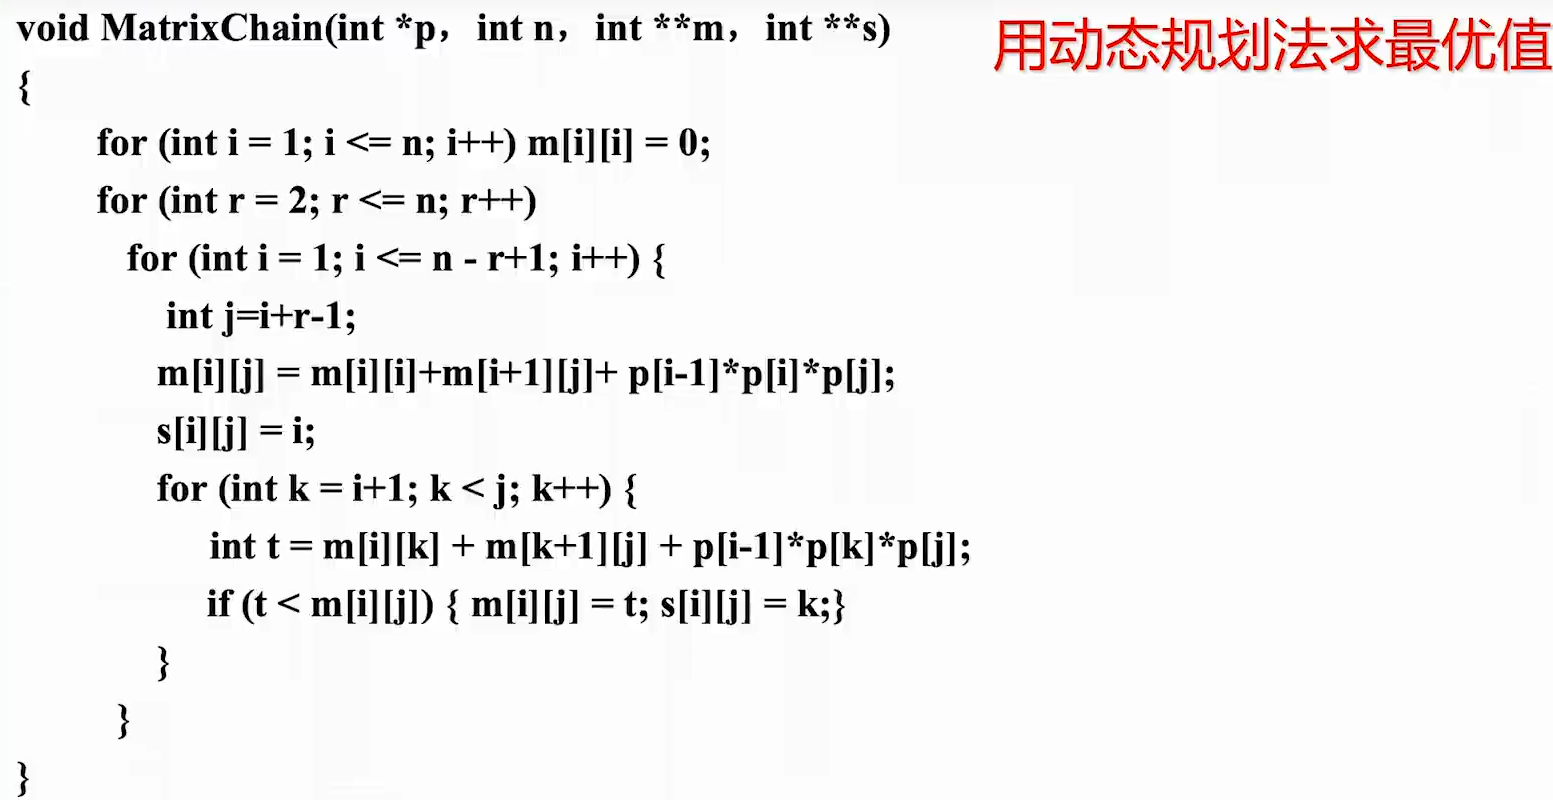 void MatrixChain(int *p，int n，int **m，int **s)
用动态规划法求最优值
{
for (int i = 1; i <= n; i++) m[i][i] = 0;
for (int r = 2; r <= n; r++)
for (int i = 1; i <= n - r+1; i++) {
int j=i+r-1;
m[i][j] = m[i][i]+m[i+1][j]+ p[i-1]*p[i]*p[j];
s[i][j] = i;
for (int k = i+1; k < j; k++) {
int t = m[i][k] + m[k+1][j] + p[i-1]*p[k]*p[j];
if (t < m[i][j]) { m[i][j] = t; s[i][j] = k;}
}
}
}